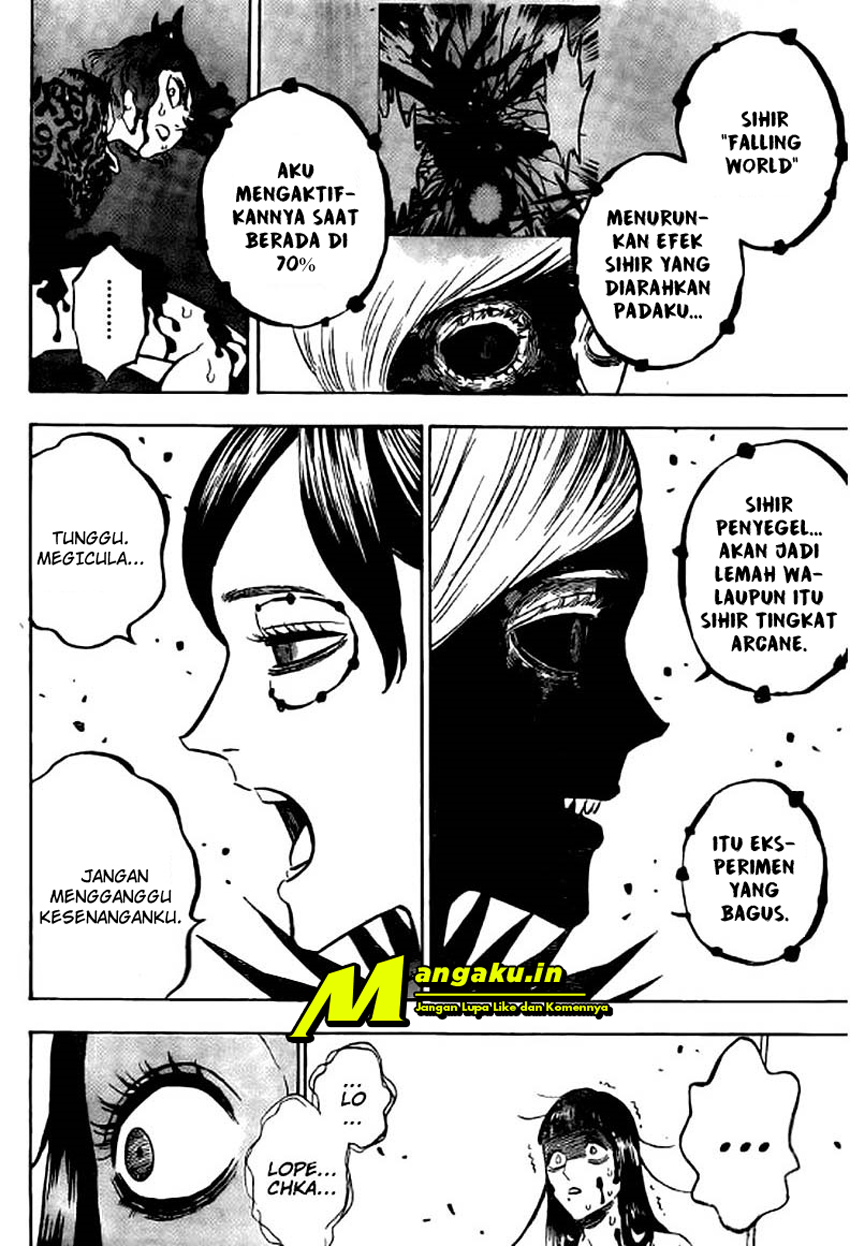 SIHIR
"FALLING
WORLD"
MENURUN-
KAN EFEK
SIHIR YANG
DIARAHKAN
PADAKU...
AKU
MENGAKTIF-
KANNYA SAAT
BERADA DI
70%
.........
SIHIR
PENYEGEL...
AKAN JADI
LEMAH WA-
LAUPUN ITU
SIHIR TINGKAT
ARCANE.
ITU EKS-
PERIMEN
YANG
BAGUS.
TUNGGU.
MEGICULA...
JANGAN
MENGGANGGU
KESENANGANKU.
Mangaku.in
Jangan Lupa Like dan Komennya
...
...
LO
...
LOPE...
CHKA...